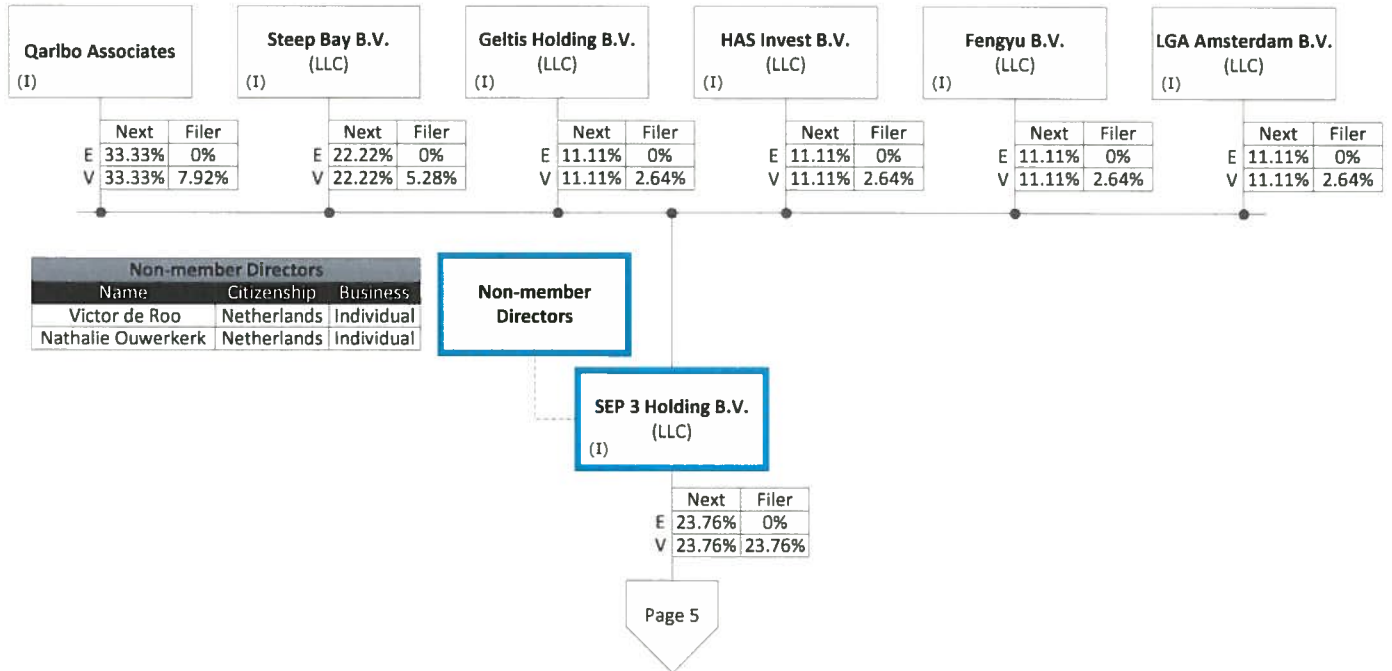 Qarlbo Associates
(I)
Steep Bay B.V.
(LLC)
(I)
Geltis Holding B.V.
(LLC)
(I)
HAS Invest B.V.
(LLC)
(I)
Fengyu B.V.
(LLC)
(I)
LGA Amsterdam B.V.
(LLC)
(I)
Next Filer
E 33.33% 0%
V 33.33% 7.92%
Next Filer
E 22.22% 0%
V 22.22% 5.28%
Next Filer
E 11.11% 0%
V 11.11% 2.64%
Next Filer
E 11.11% 0%
V 11.11% 2.64%
Next Filer
E 11.11% 0%
V 11.11% 2.64%
Next Filer
E 11.11% 0%
V 11.11% 2.64%
Non-member Directors
Name Citizenship Business
Victor de Roo Netherlands Individual
Nathalie Ouwerkerk Netherlands Individual
Non-member
Directors
SEP 3 Holding B.V.
(LLC)
(I)
Next Filer
E 23.76% 0%
V 23.76% 23.76%
Page 5